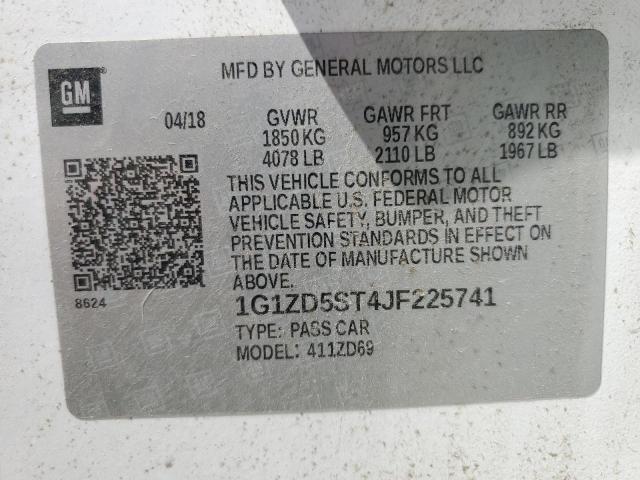 MFD BY GENERAL MOTORS LLC
GM
04/18 GVWR GAWR FRT GAWR RR
1850 KG 957 KG 892 KG
4078 LB 2110 LB 1967 LB
THIS VEHICLE CONFORMS TO ALL
APPLICABLE U.S. FEDERAL MOTOR
VEHICLE SAFETY, BUMPER, AND THEFT
PREVENTION STANDARDS IN EFFECT ON
THE DATE OF MANUFACTURE SHOWN
ABOVE.
8624
1G1ZD5ST4JF225741
TYPE: PASS CAR
MODEL: 411ZD69